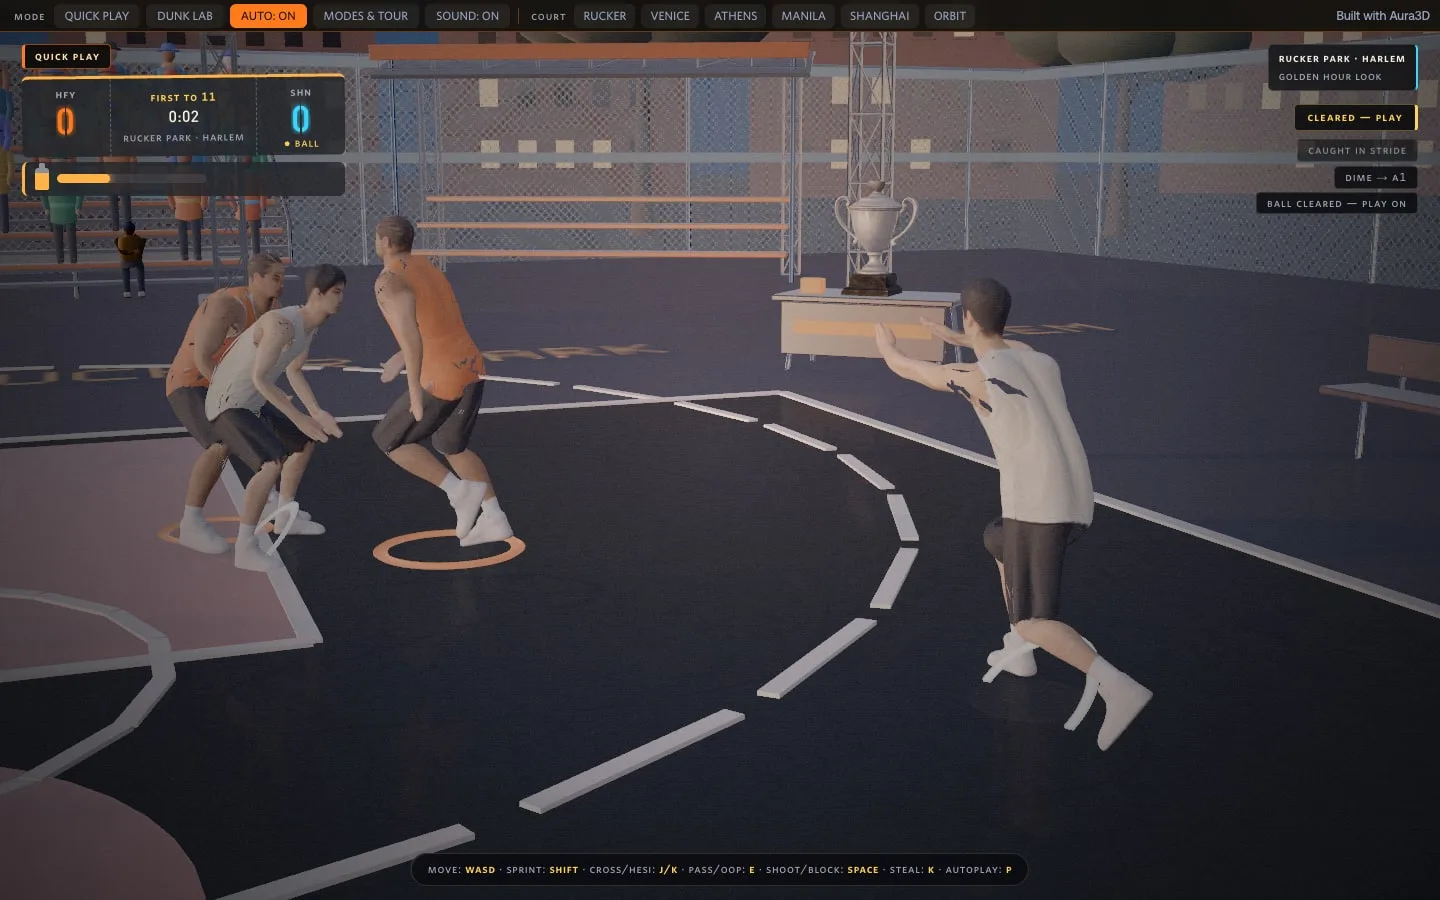 MODE QUICK PLAY DUNK LAB AUTO: ON MODES & TOUR SOUND: ON COURT RUCKER VENICE ATHENS MANILA SHANGHAI ORBIT Built with Aura3D
QUICK PLAY
HFY
0
FIRST TO 11
0:02
RUCKER PARK · HARLEM
SHN
0
● BALL
RUCKER PARK · HARLEM
GOLDEN HOUR LOOK
CLEARED — PLAY
CAUGHT IN STRIDE
DIME → A1
BALL CLEARED — PLAY ON
MOVE: WASD · SPRINT: SHIFT · CROSS/HESI: J/K · PASS/OOP: E · SHOOT/BLOCK: SPACE · STEAL: K · AUTOPLAY: P